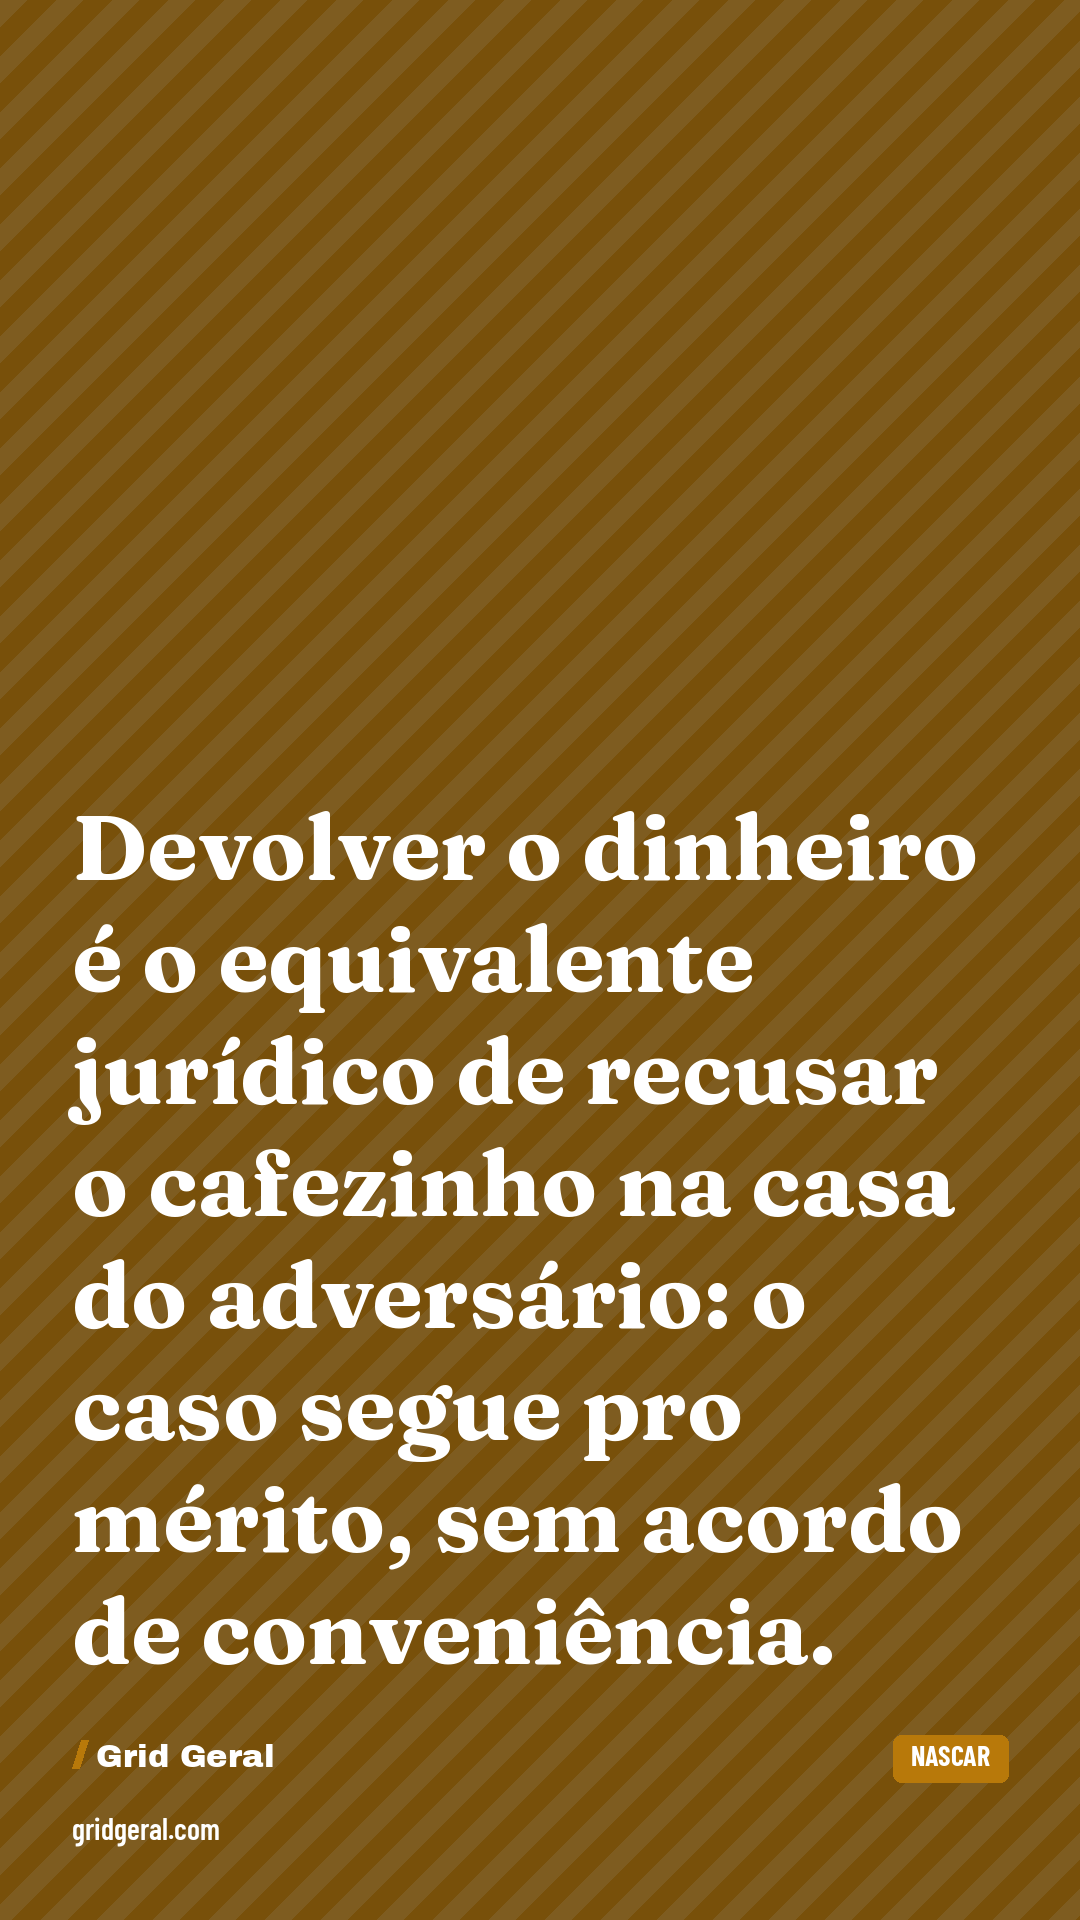 Devolver o dinheiro
é o equivalente
jurídico de recusar
o cafezinho na casa
do adversário: o
caso segue pro
mérito, sem acordo
de conveniência.
/ Grid Geral
NASCAR
gridgeral.com